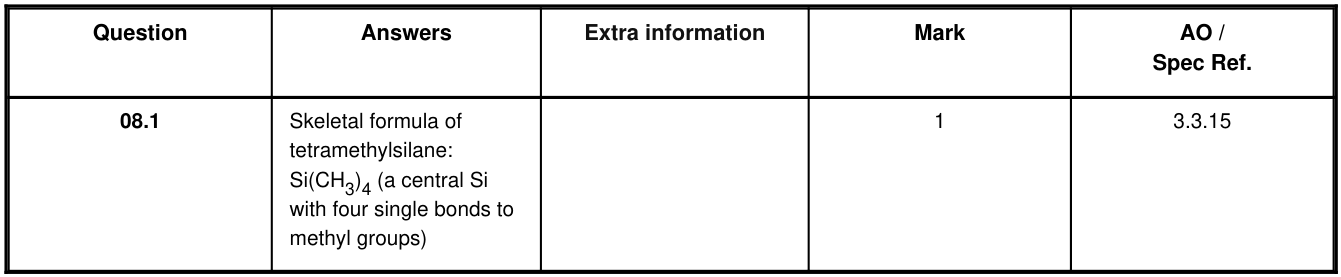 Question Answers Extra information Mark AO /
Spec Ref.
08.1 Skeletal formula of 1 3.3.15
tetramethylsilane:
Si(CH3)4 (a central Si
with four single bonds to
methyl groups)